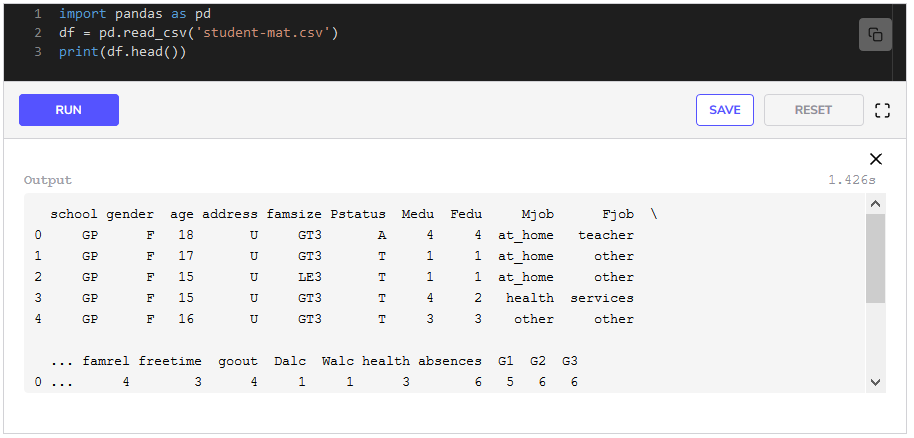 1 import pandas as pd
2 df = pd.read_csv('student-mat.csv')
3 print(df.head())
RUN SAVE RESET
Output 1.426s
school gender age address famsize Pstatus Medu Fedu Mjob Fjob \
0 GP F 18 U GT3 A 4 4 at_home teacher
1 GP F 17 U GT3 T 1 1 at_home other
2 GP F 15 U LE3 T 1 1 at_home other
3 GP F 15 U GT3 T 4 2 health services
4 GP F 16 U GT3 T 3 3 other other
... famrel freetime goout Dalc Walc health absences G1 G2 G3
0 ... 4 3 4 1 1 3 6 5 6 6